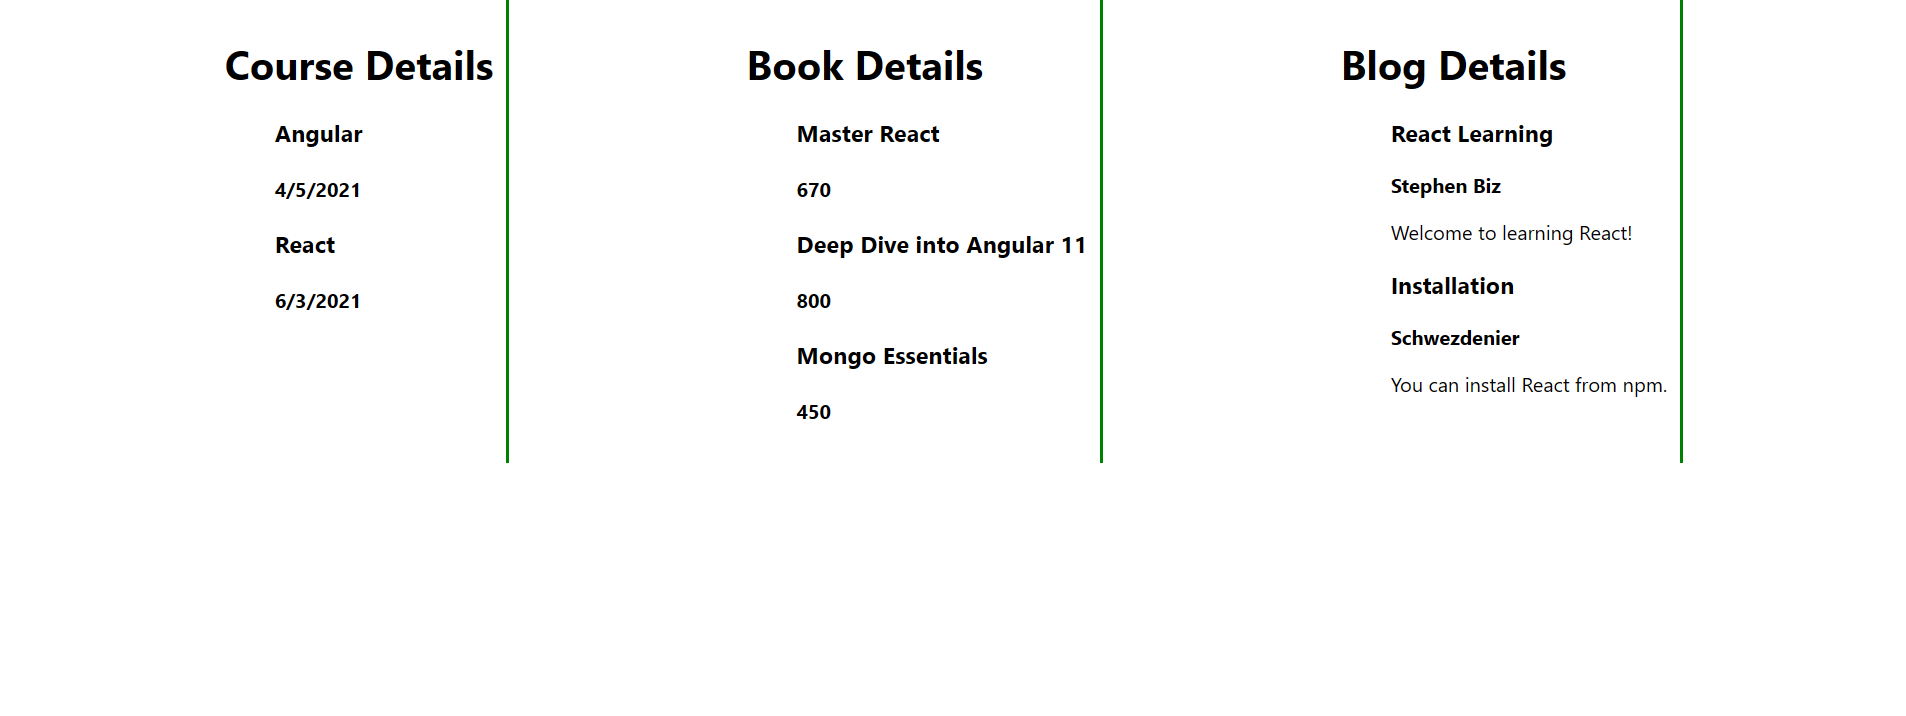 Course Details
Angular
4/5/2021
React
6/3/2021
Book Details
Master React
670
Deep Dive into Angular 11
800
Mongo Essentials
450
Blog Details
React Learning
Stephen Biz
Welcome to learning React!
Installation
Schwezdenier
You can install React from npm.